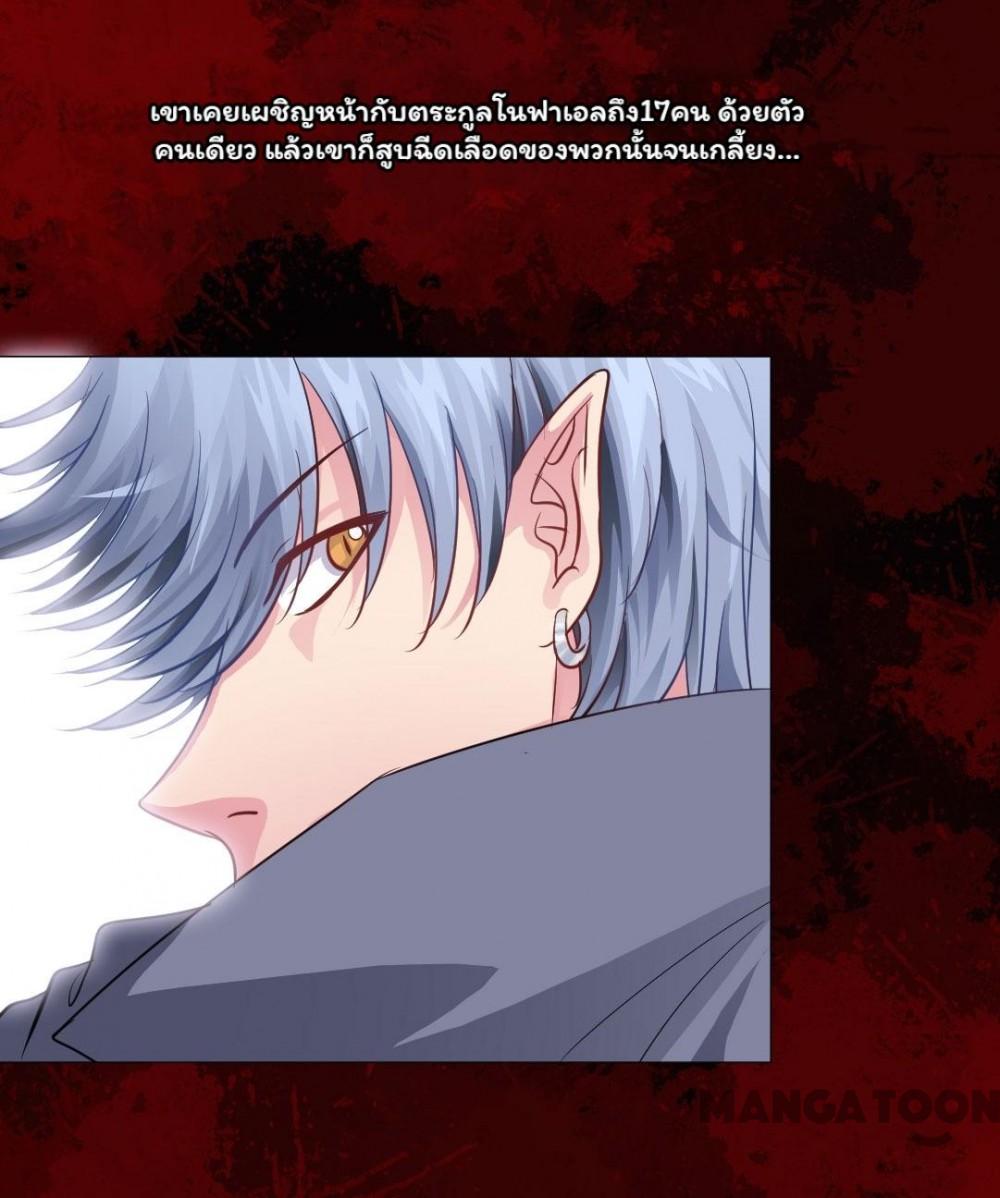 เขาเคยเผชิญหน้ากับตระกูลโนฟาเอลถึง17คน ด้วยตัว
คนเดียว แล้วเขาก็สูบฉีดเลือดของพวกนั้นจนเกลี้ยง...
MANGATOON